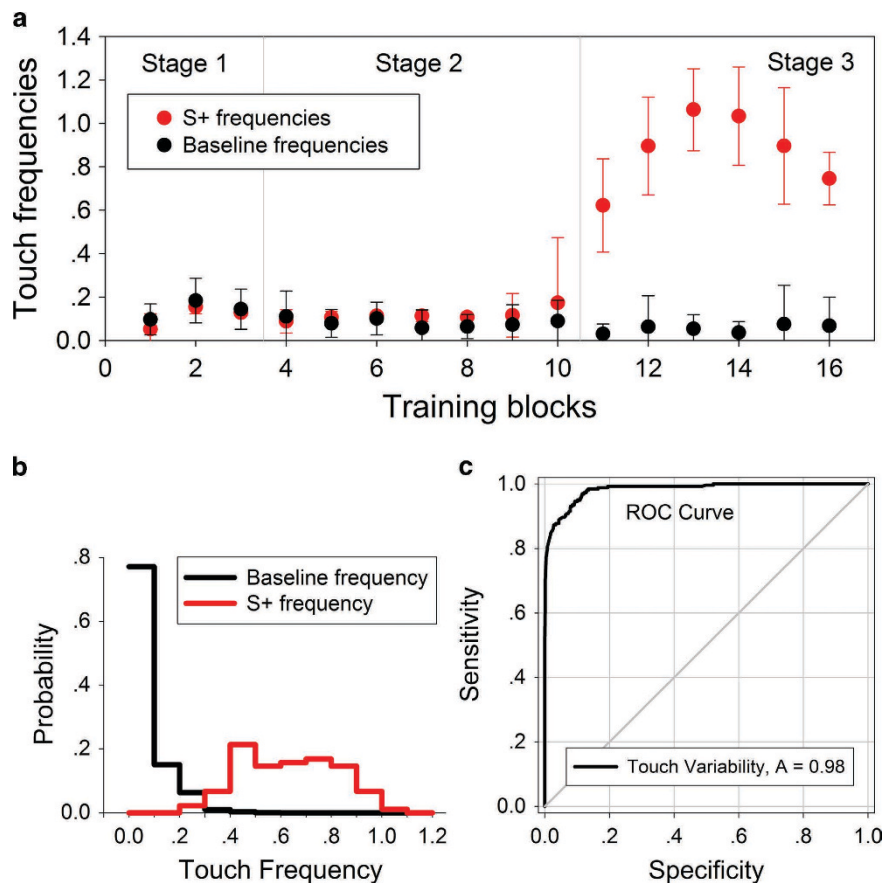 a
1.4
1.2
1.0
.8
.6
.4
.2
0.0
Touch frequencies
Stage 1
Stage 2
Stage 3
S+ frequencies
Baseline frequencies
0 2 4 6 8 10 12 14 16
Training blocks
b
.8
.6
.4
.2
0.0
Probability
Baseline frequency
S+ frequency
0.0 .2 .4 .6 .8 1.0 1.2
Touch Frequency
c
1.0
.8
.6
.4
.2
0.0
Sensitivity
ROC Curve
Touch Variability, A = 0.98
0.0 .2 .4 .6 .8 1.0
Specificity